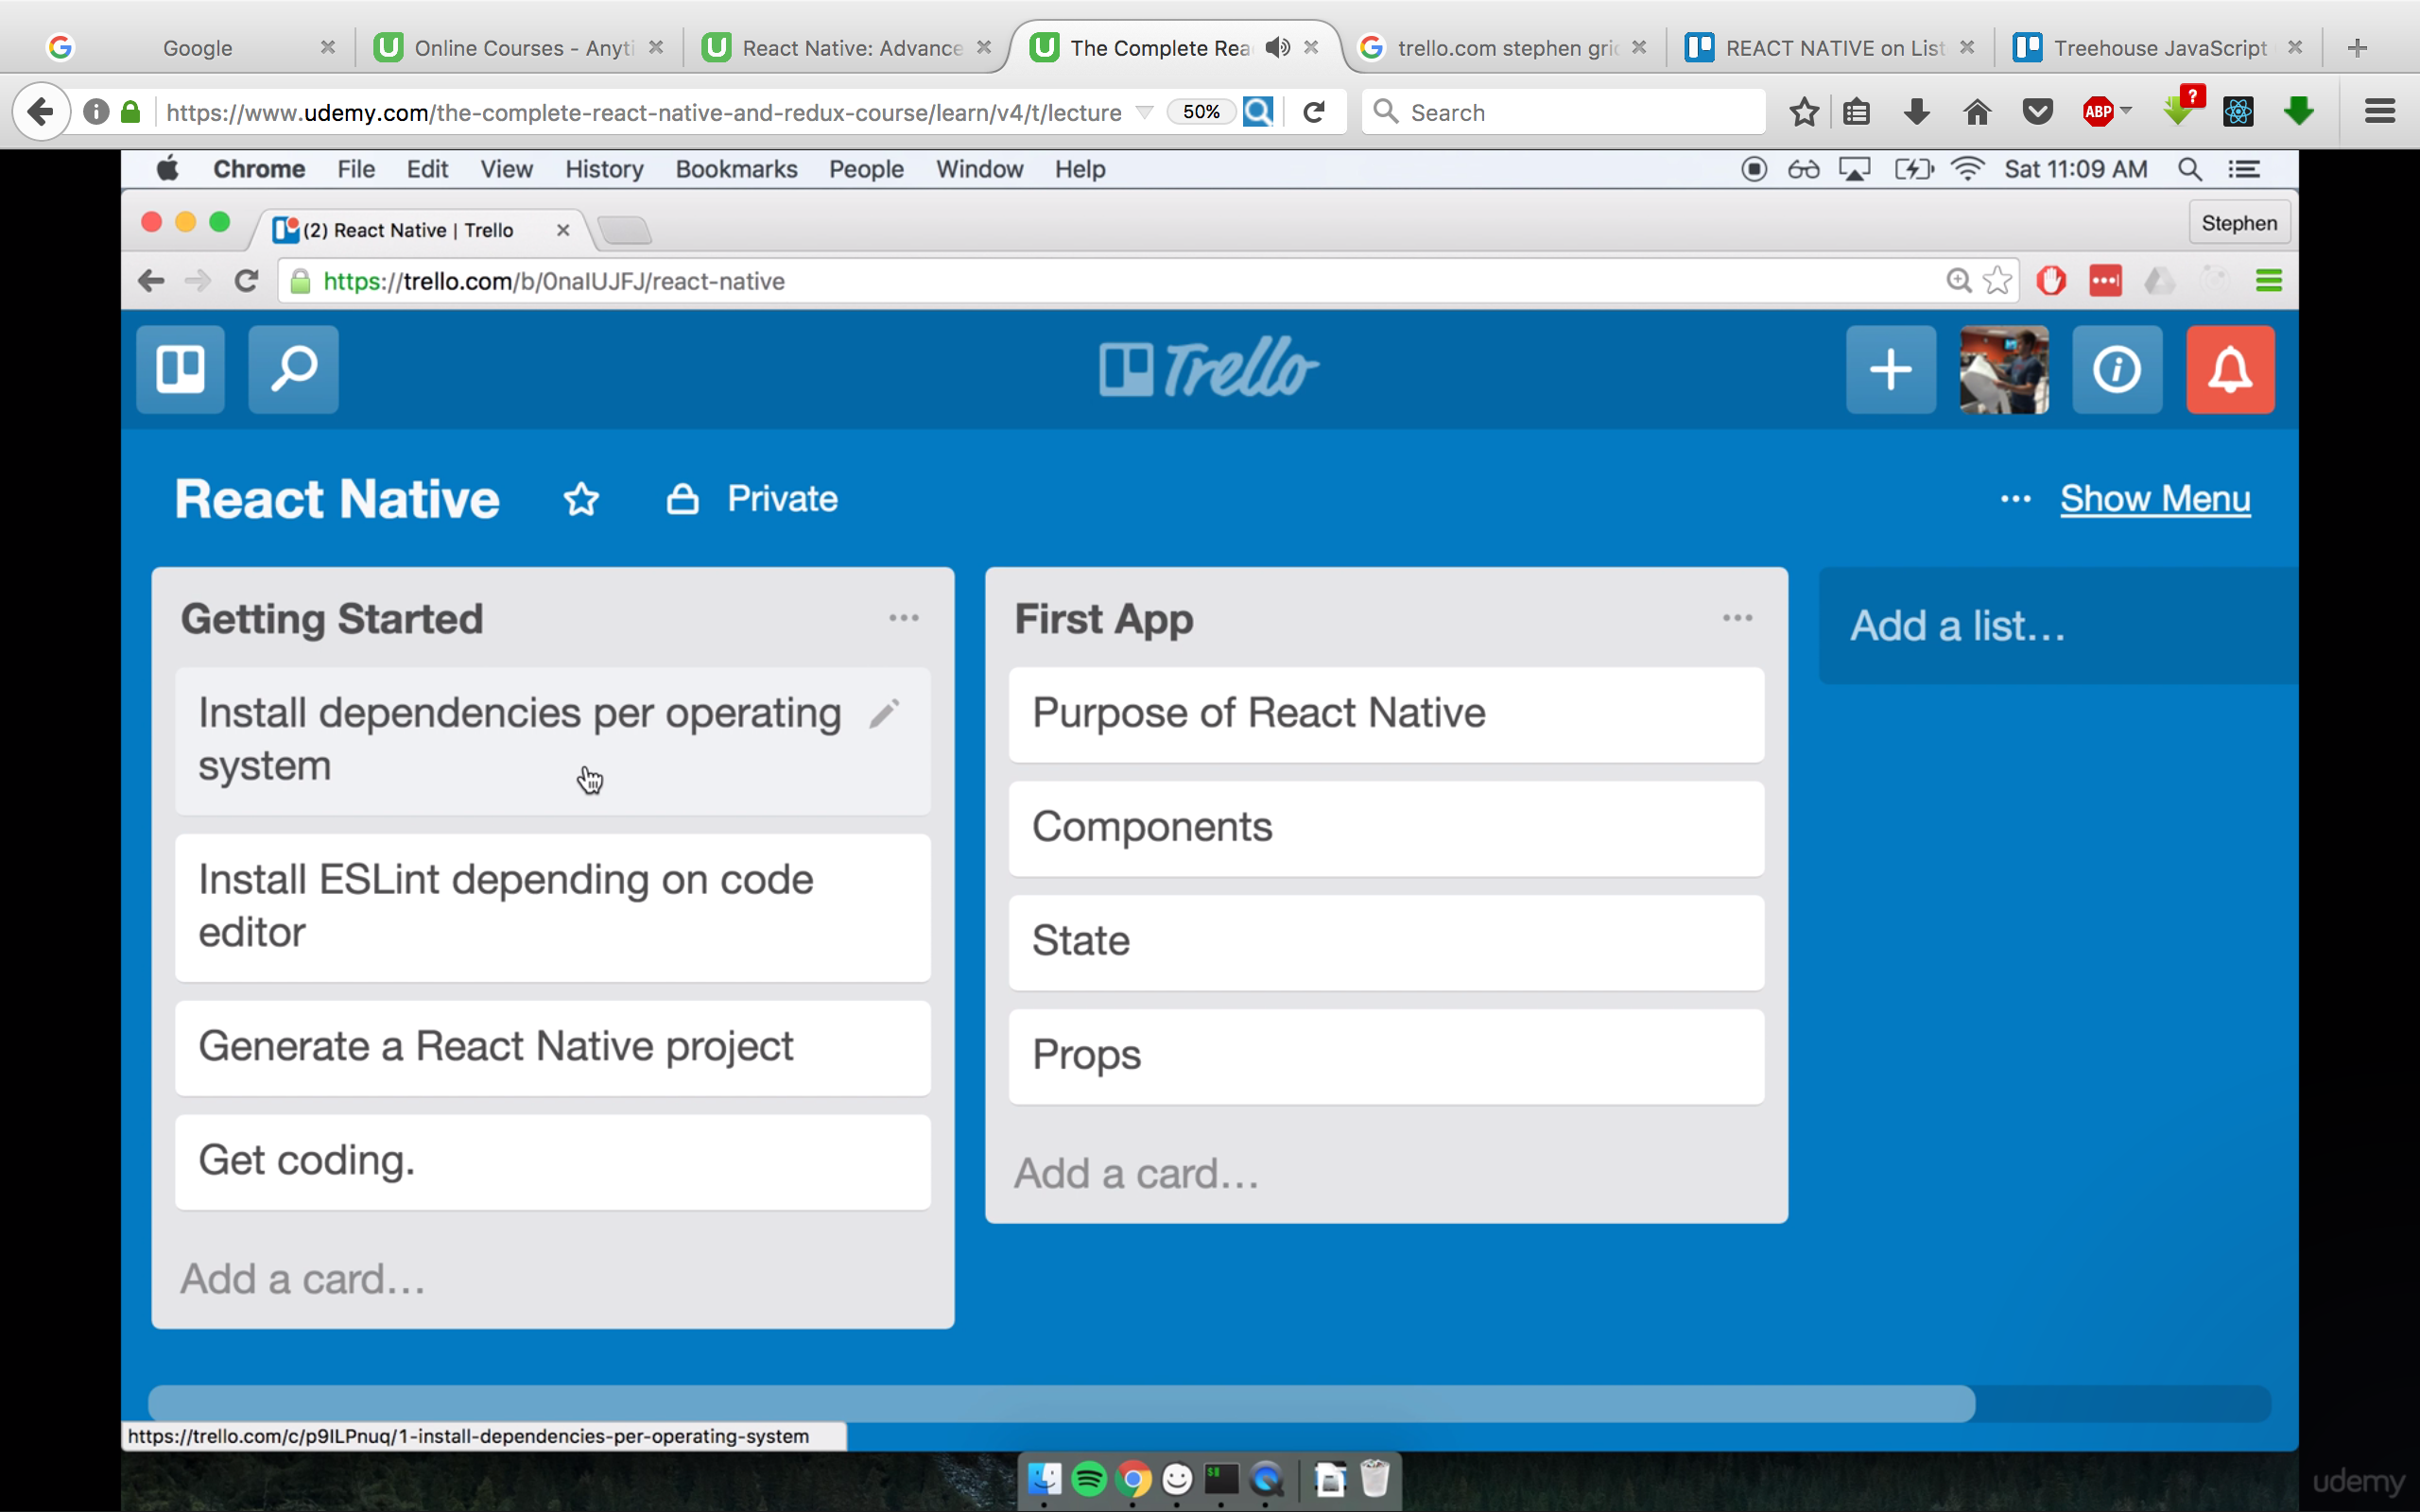 Google
Online Courses - Anyti
React Native: Advance
The Complete Rea
trello.com stephen gri
REACT NATIVE on List
Treehouse JavaScript
https://www.udemy.com/the-complete-react-native-and-redux-course/learn/v4/t/lecture
50%
Search
ABP
?
Chrome File Edit View History Bookmarks People Window Help
Sat 11:09 AM
(2) React Native | Trello
Stephen
https://trello.com/b/0naIUJFJ/react-native
Trello
React Native
Private
... Show Menu
Getting Started ...
Install dependencies per operating
system
Install ESLint depending on code
editor
Generate a React Native project
Get coding.
Add a card...
First App ...
Purpose of React Native
Components
State
Props
Add a card...
Add a list...
https://trello.com/c/p9ILPnuq/1-install-dependencies-per-operating-system
udemy